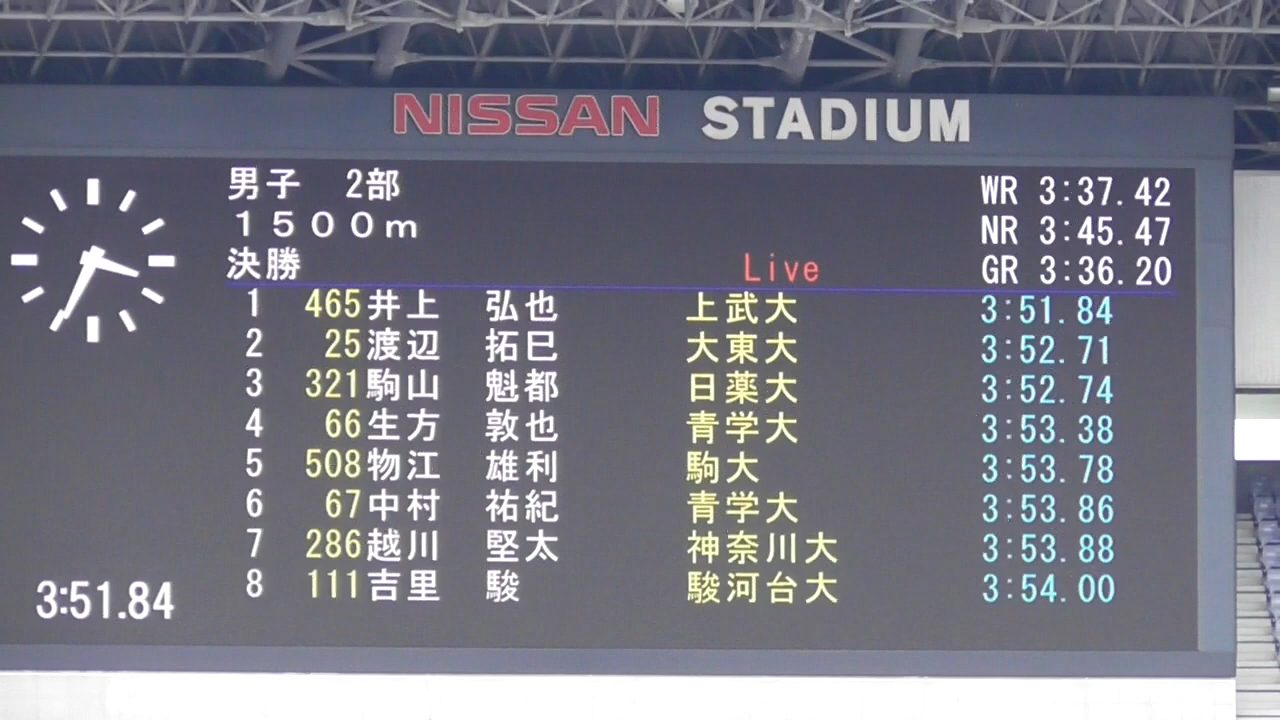 NISSAN STADIUM
男子 2部
1500m
決勝
Live
WR 3:37.42
NR 3:45.47
GR 3:36.20
1 465 井上 弘也 上武大 3:51.84
2 25 渡辺 拓巳 大東大 3:52.71
3 321 駒山 魁都 日薬大 3:52.74
4 66 生方 敦也 青学大 3:53.38
5 508 物江 雄利 駒大 3:53.78
6 67 中村 祐紀 青学大 3:53.86
7 286 越川 堅太 神奈川大 3:53.88
8 111 吉里 駿 駿河台大 3:54.00
3:51.84